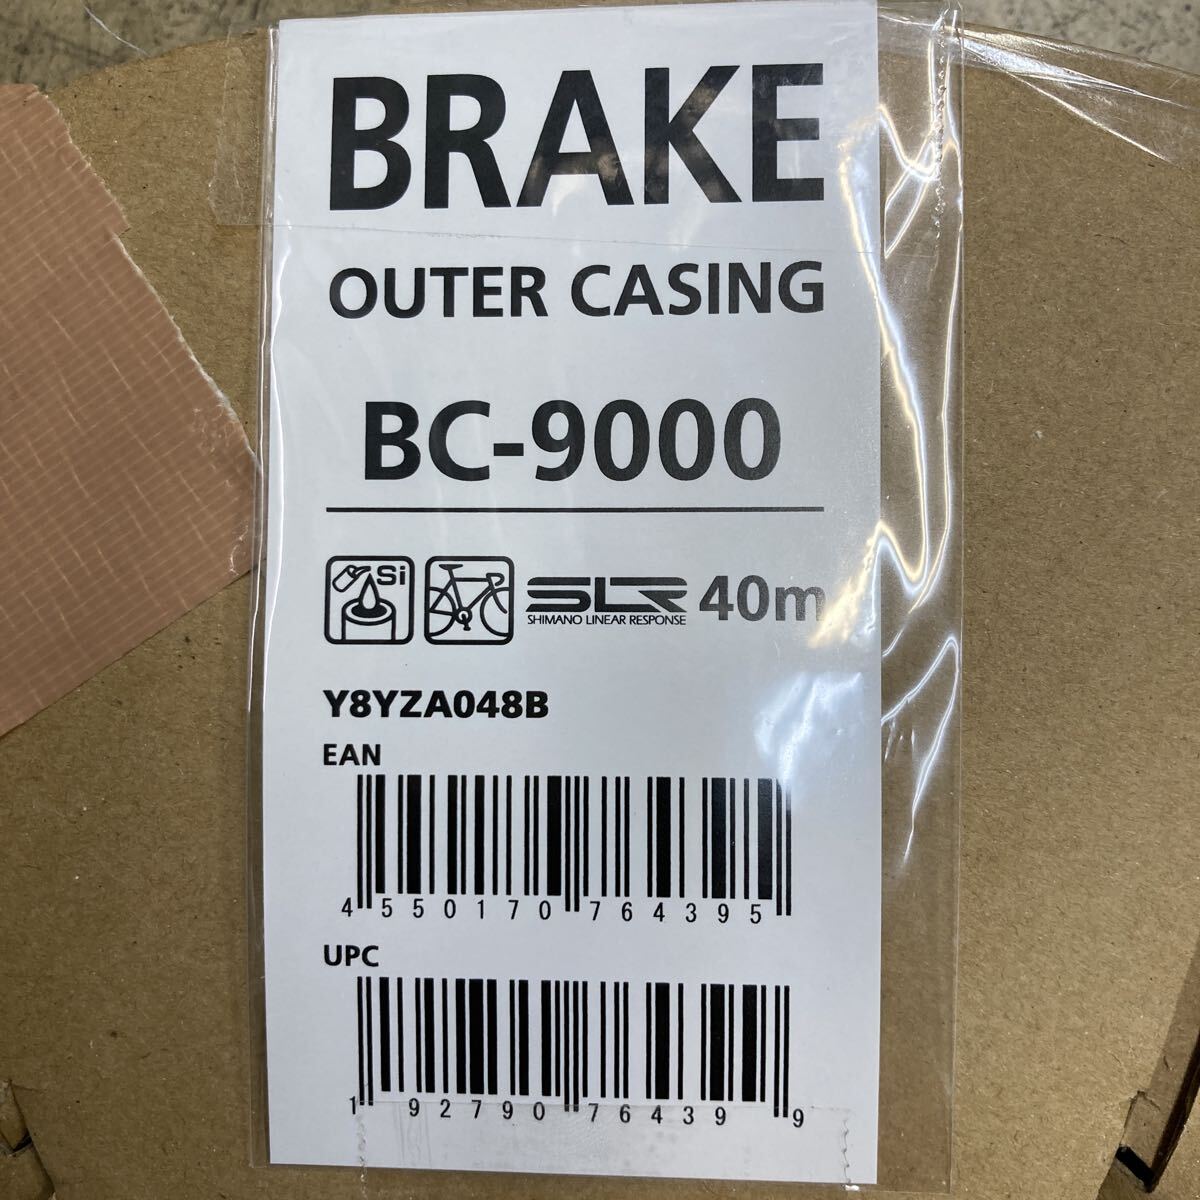 BRAKE
OUTER CASING
BC-9000
Si SLR 40m
SHIMANO LINEAR RESPONSE
Y8YZA048B
EAN
4 550170 764395
UPC
1 92790 76439 9